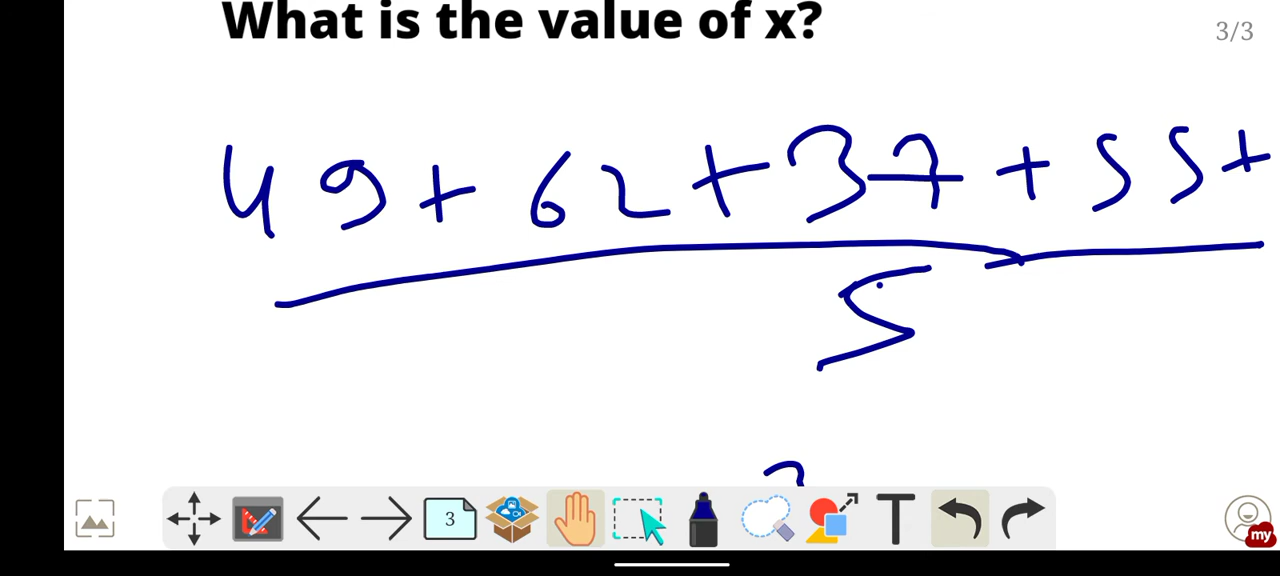 What is the value of x?
3/3
49+62+37+55+
5
3
T
my